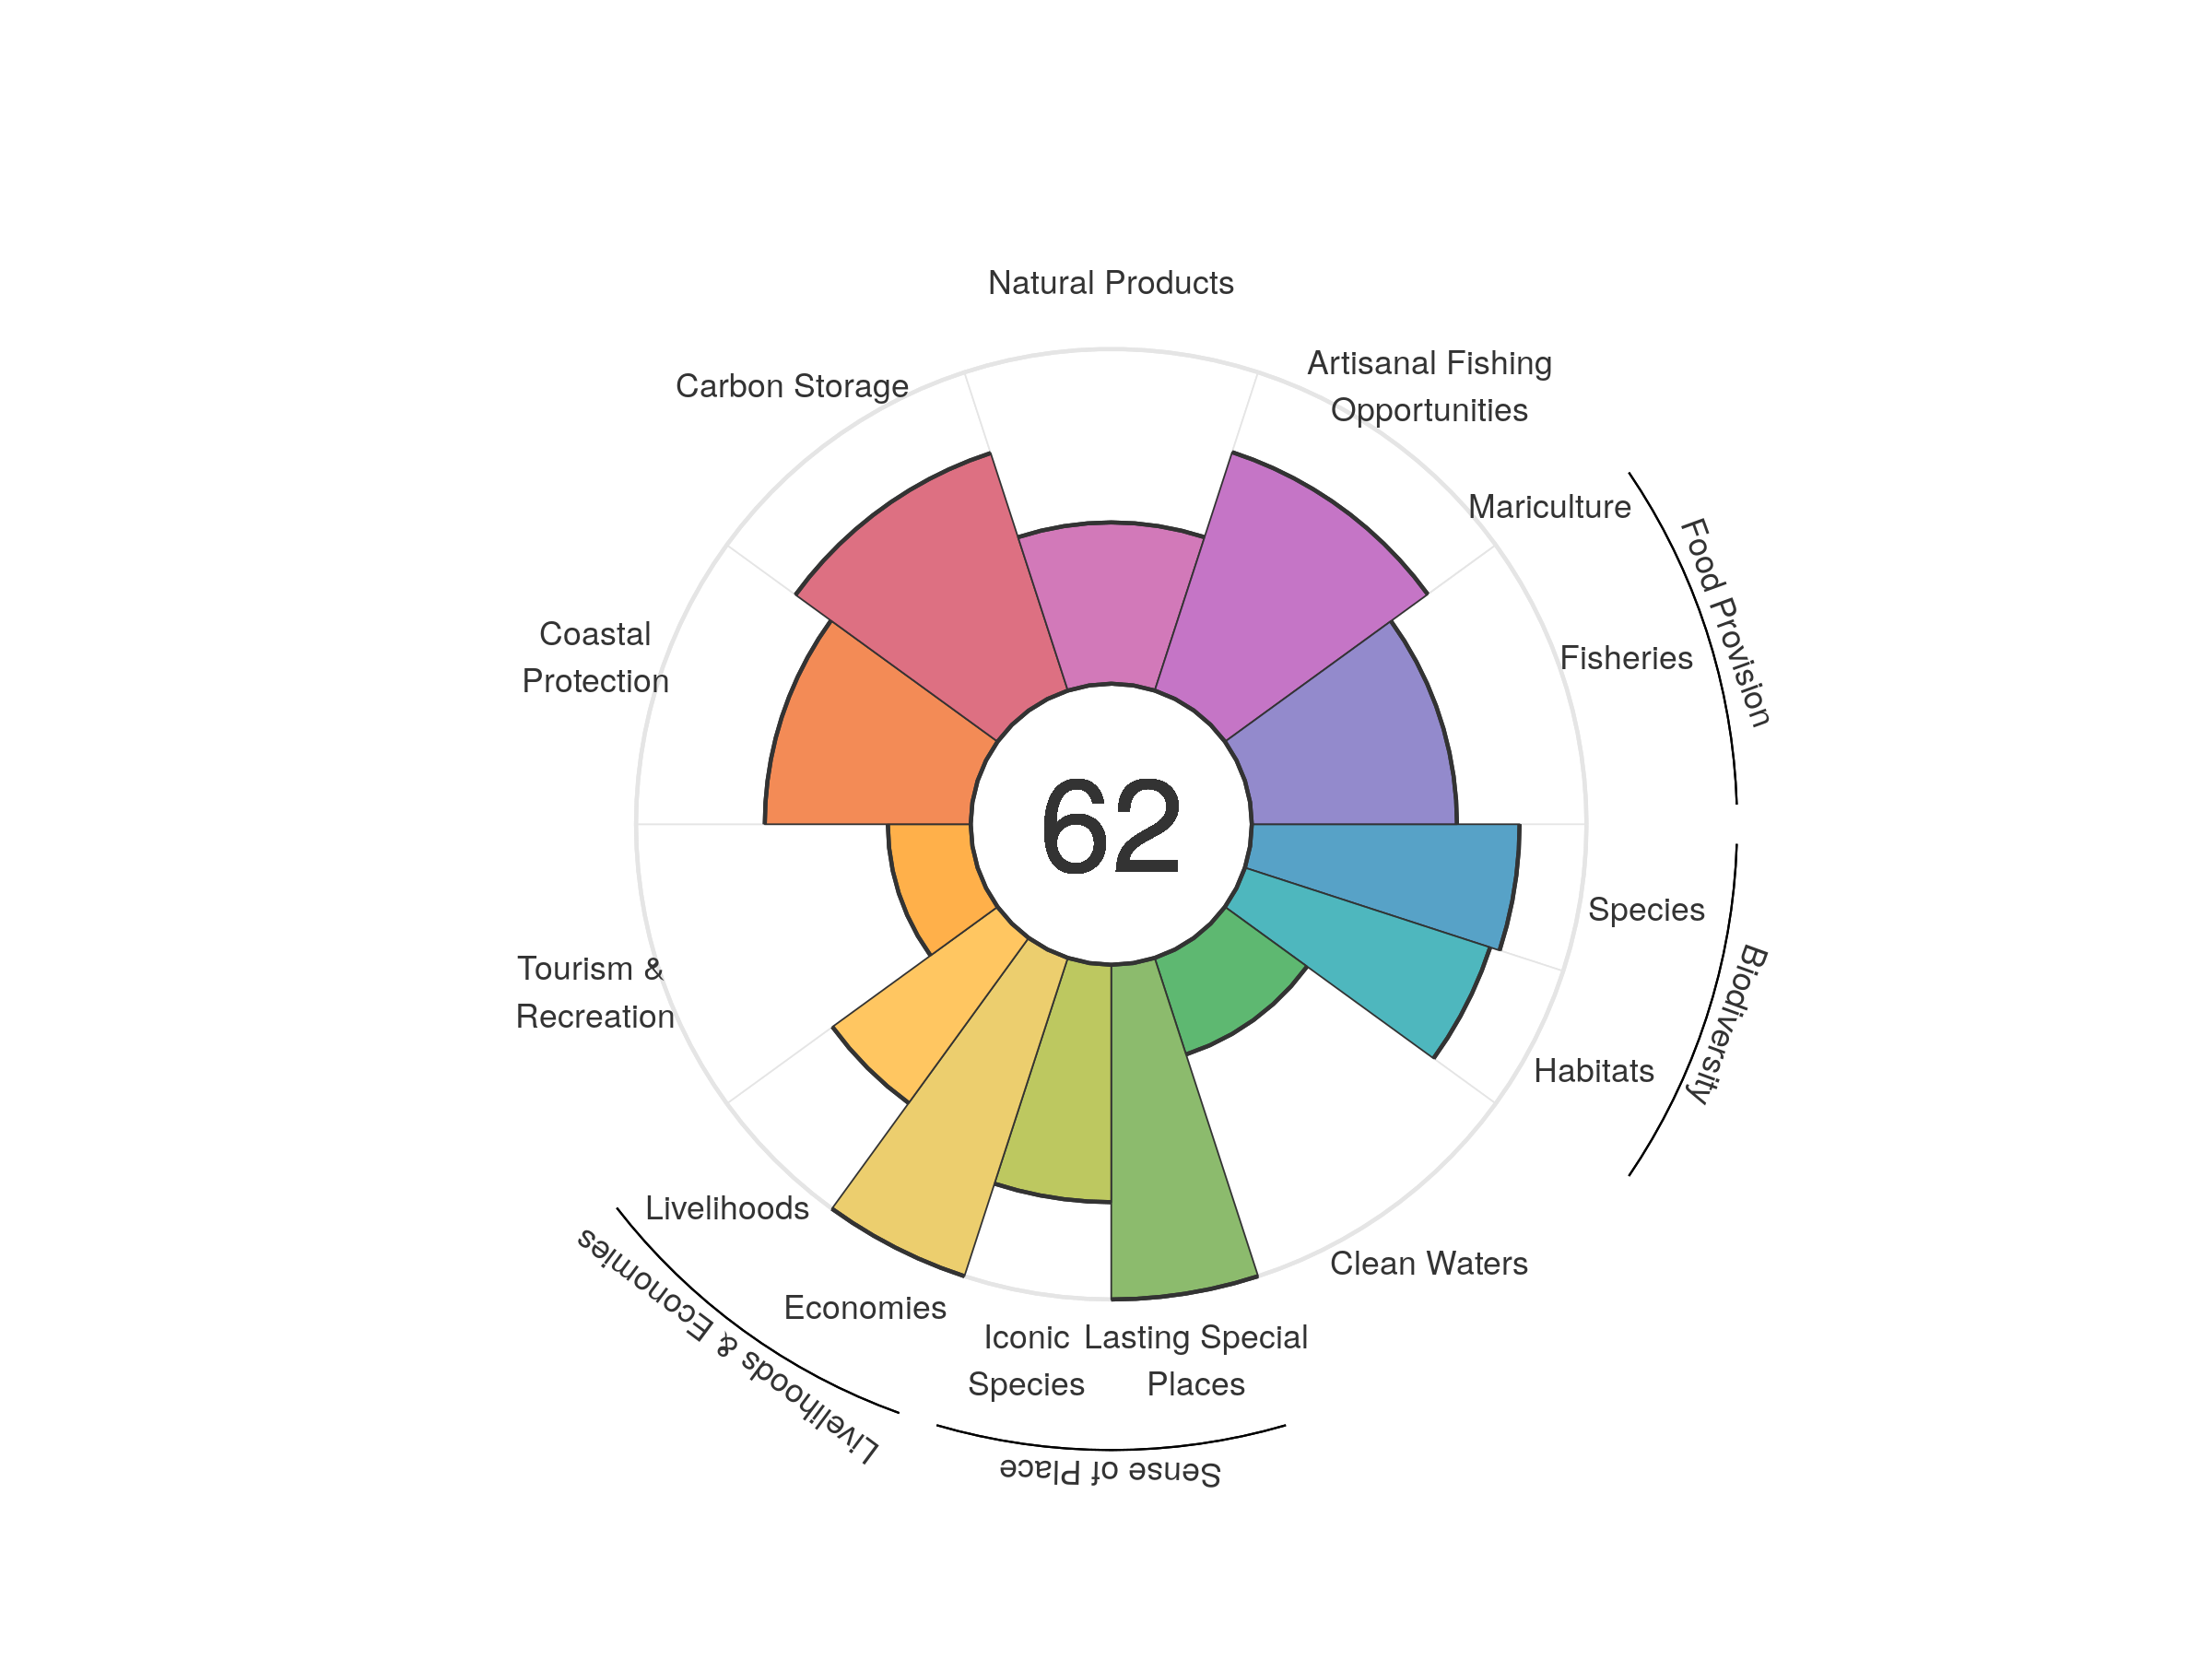 Natural Products
Artisanal Fishing
Opportunities
Carbon Storage
Mariculture
Food Provision
Fisheries
Coastal
Protection
62
Species
Biodiversity
Tourism &
Recreation
Habitats
Livelihoods
Clean Waters
Economies
Livelihoods & Economies
Iconic
Species
Lasting Special
Places
Sense of Place